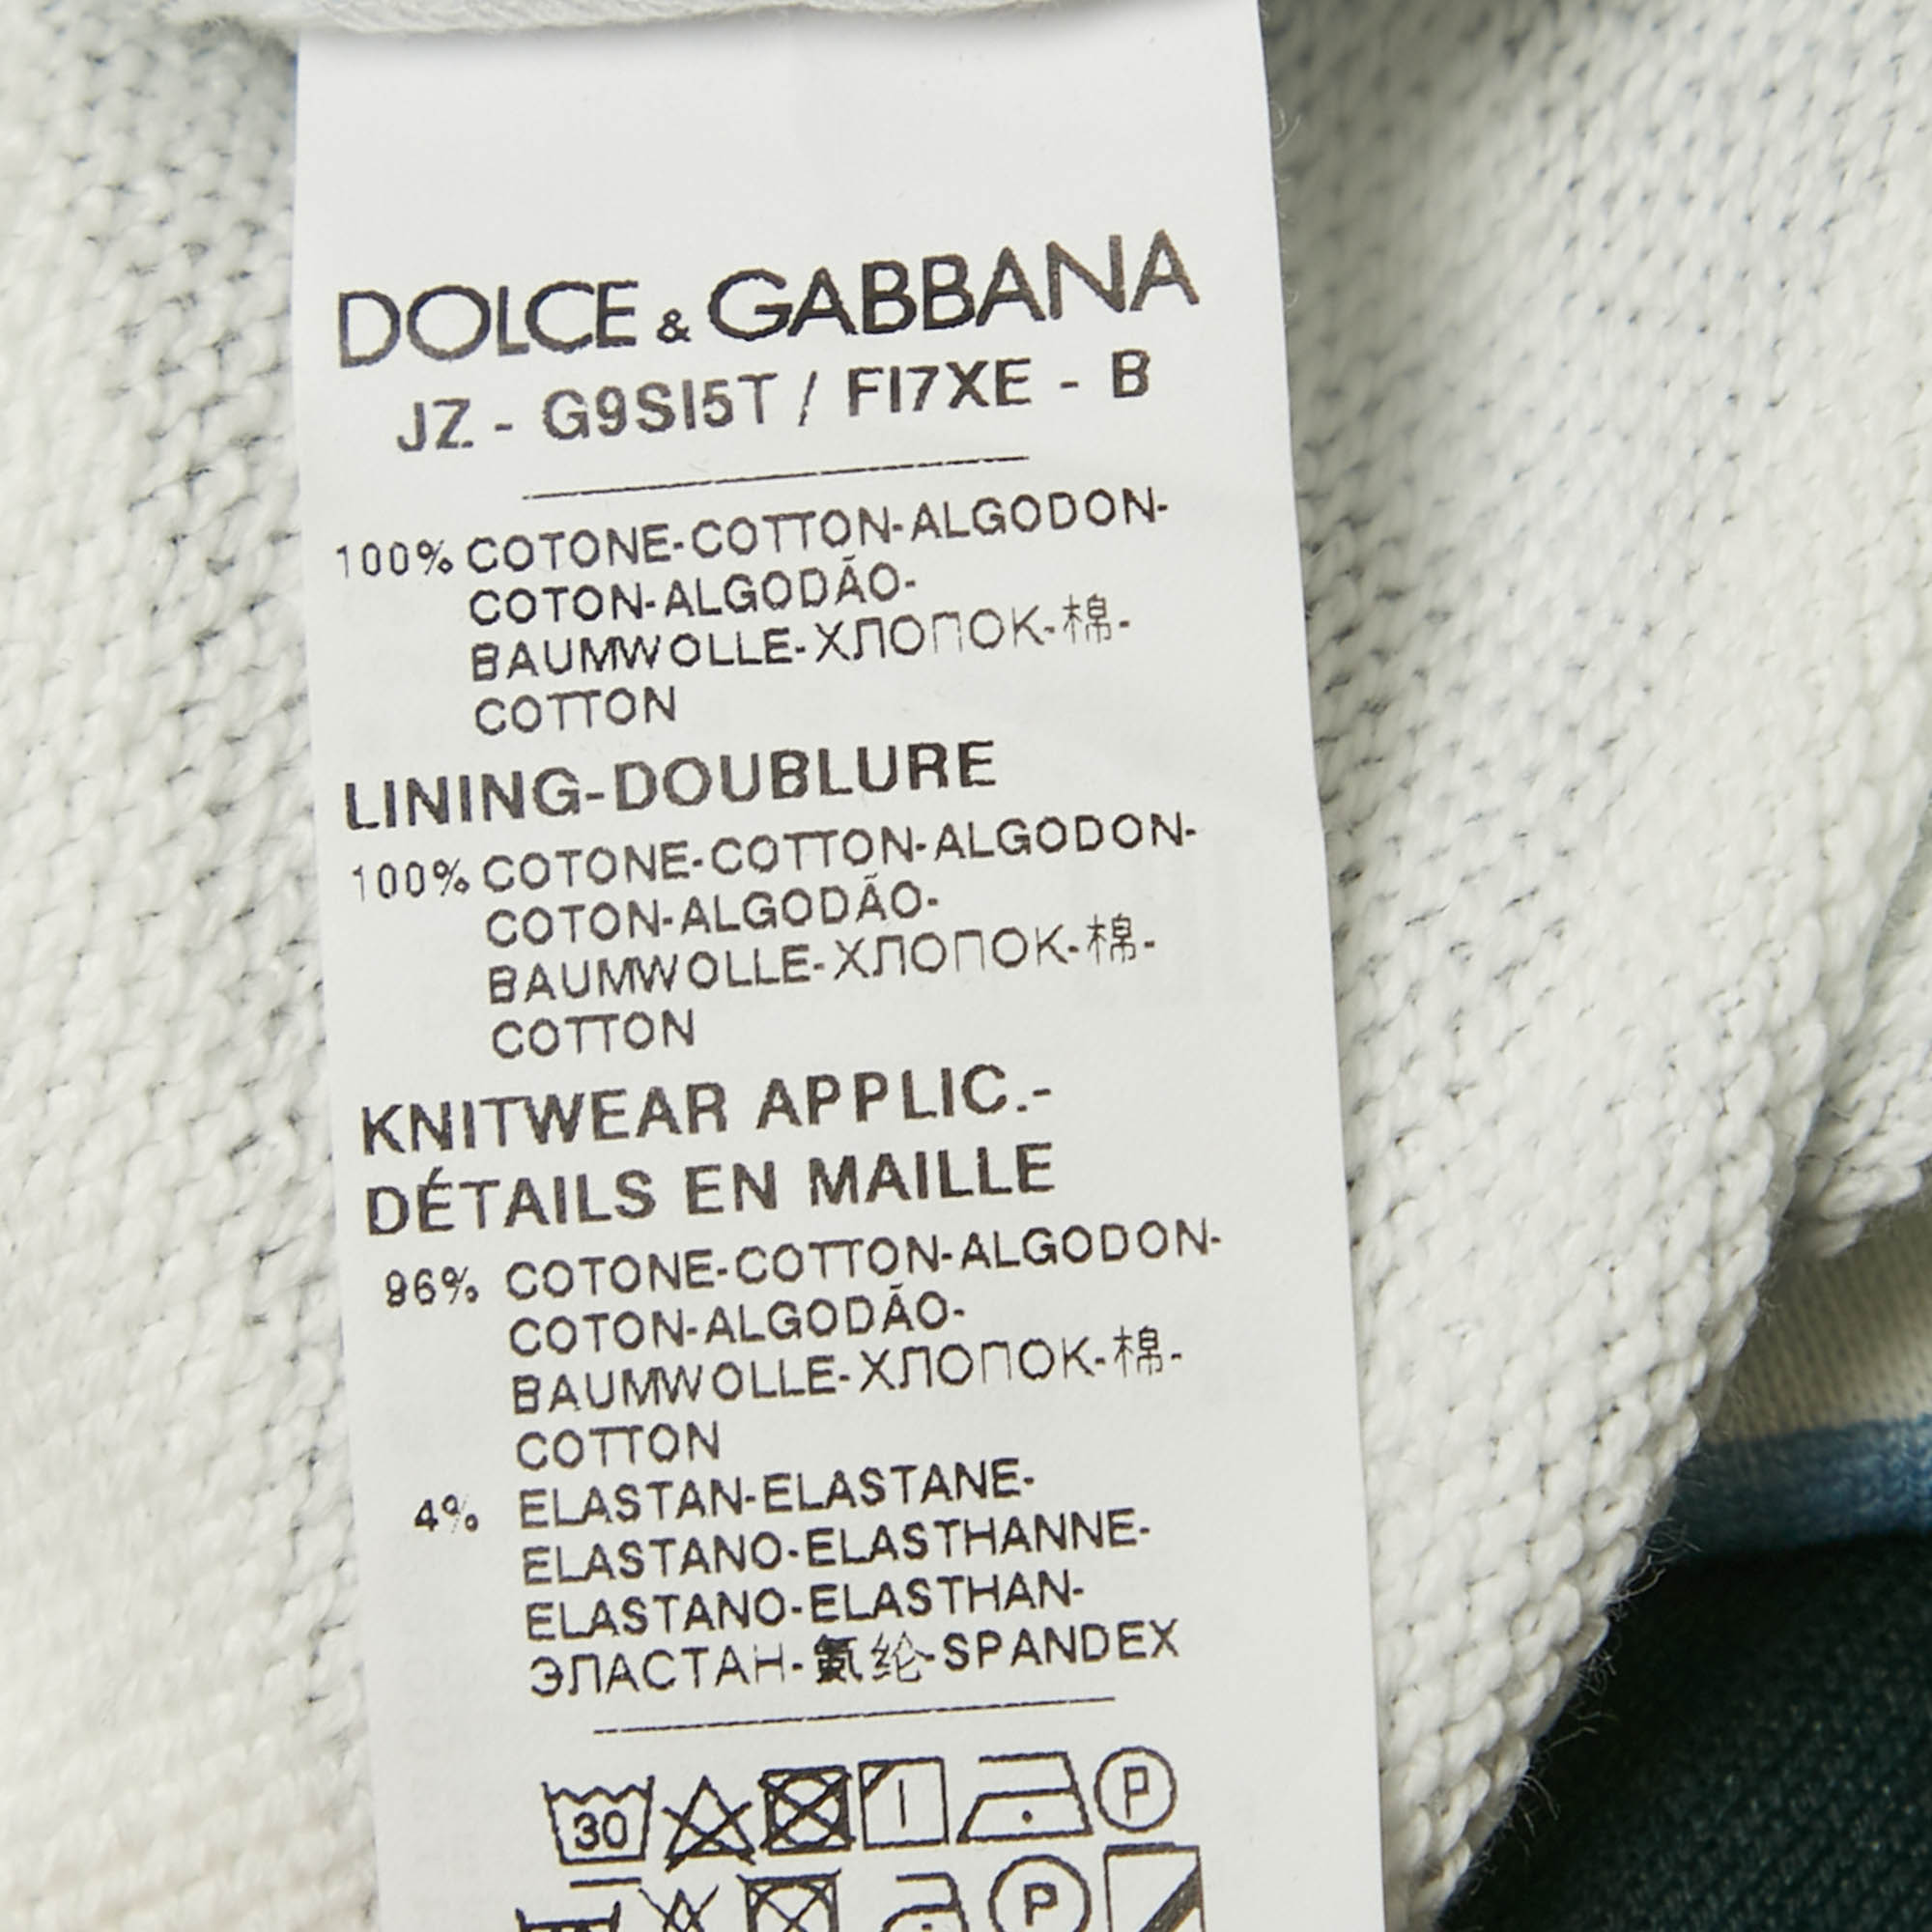 DOLCE & GABBANA
JZ - G9SI5T / FI7XE - B
100% COTONE-COTTON-ALGODON-
COTON-ALGODÃO-
BAUMWOLLE-ХЛОПОК-棉-
COTTON
LINING-DOUBLURE
100% COTONE-COTTON-ALGODON-
COTON-ALGODÃO-
BAUMWOLLE-ХЛОПОК-棉-
COTTON
KNITWEAR APPLIC.-
DÉTAILS EN MAILLE
96% COTONE-COTTON-ALGODON-
COTON-ALGODÃO-
BAUMWOLLE-ХЛОПОК-棉-
COTTON
4% ELASTAN-ELASTANE-
ELASTANO-ELASTHANNE-
ELASTANO-ELASTHAN-
ЭЛАСТАН-氨纶-SPANDEX
30 P
P